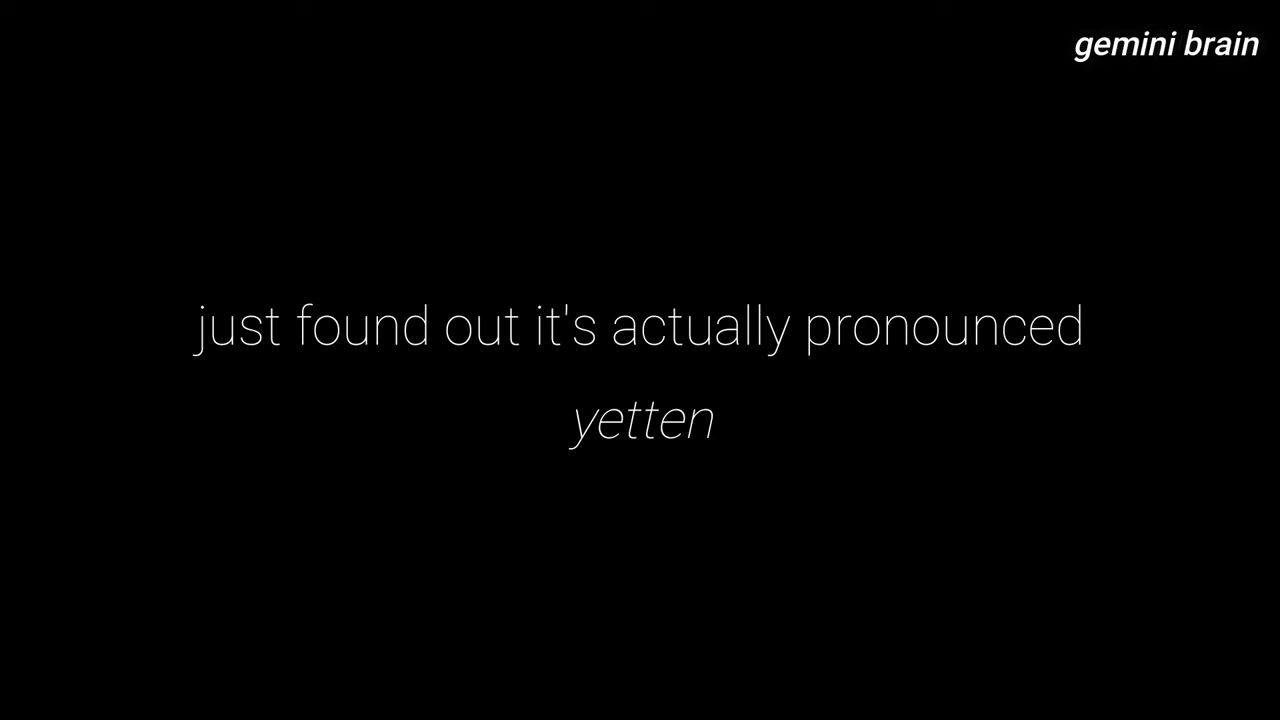 gemini brain
just found out it's actually pronounced
yetten